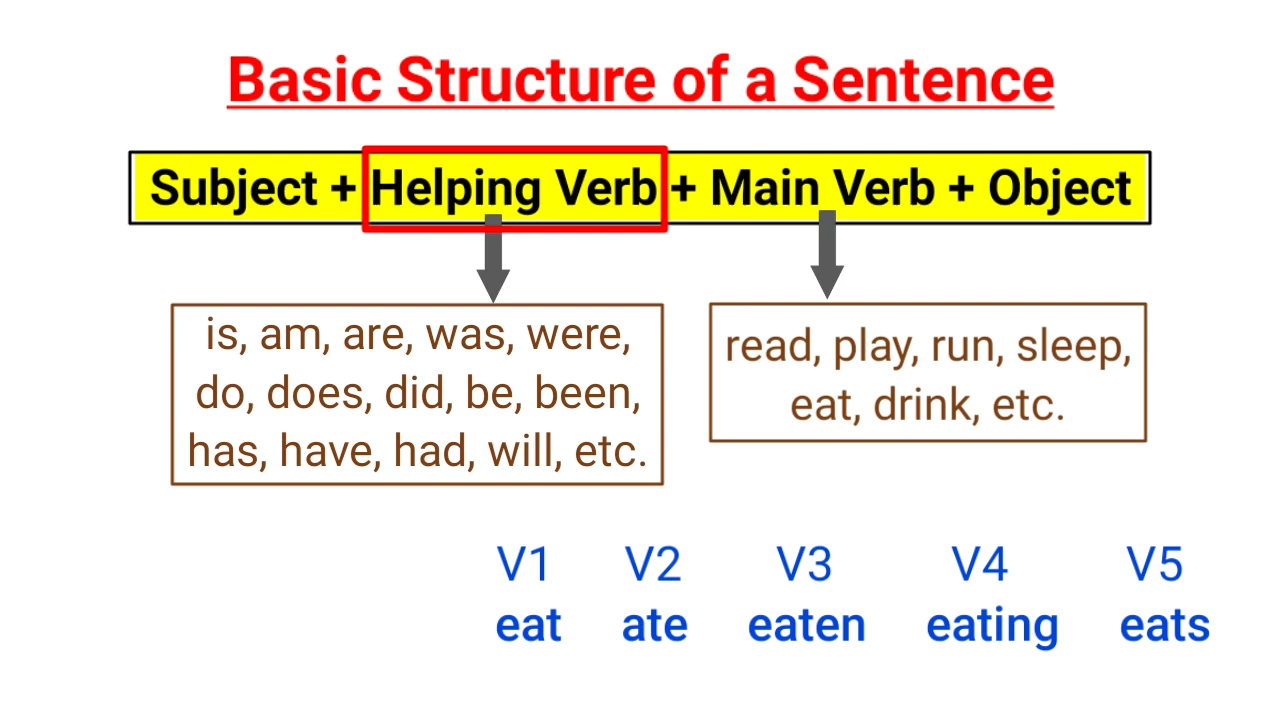 Basic Structure of a Sentence
Subject + Helping Verb + Main Verb + Object
is, am, are, was, were,
do, does, did, be, been,
has, have, had, will, etc.
read, play, run, sleep,
eat, drink, etc.
V1 V2 V3 V4 V5
eat ate eaten eating eats